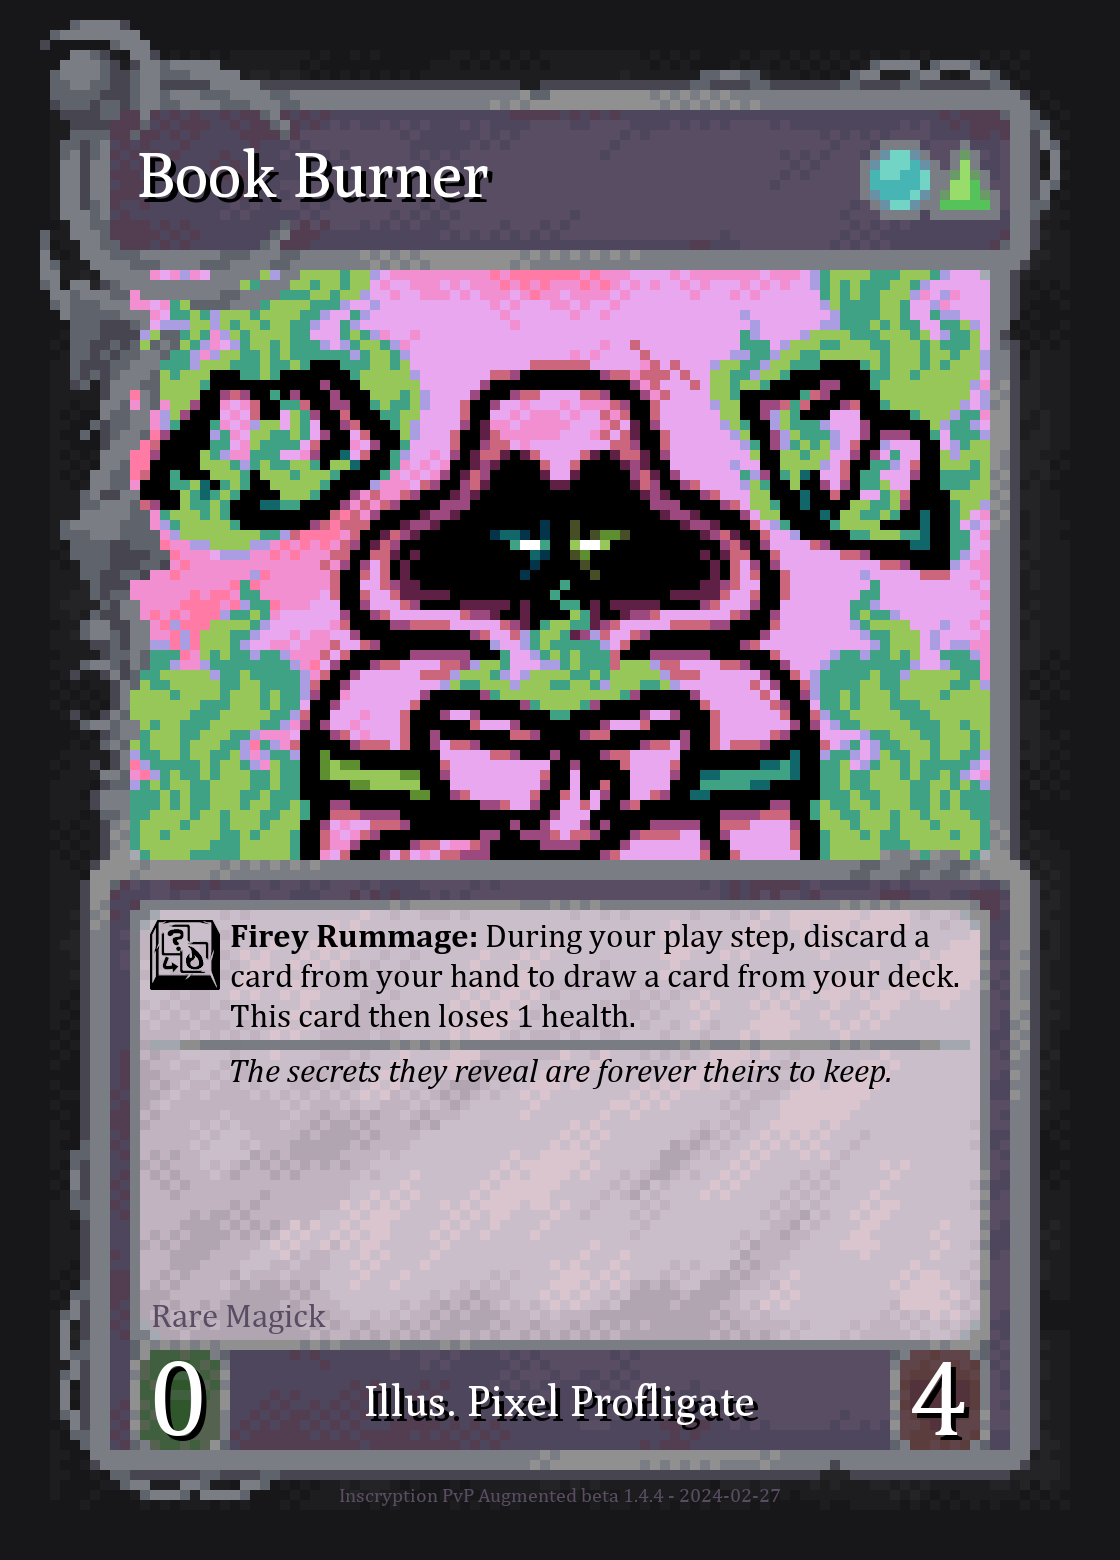 Book Burner
Firey Rummage: During your play step, discard a
card from your hand to draw a card from your deck.
This card then loses 1 health.
The secrets they reveal are forever theirs to keep.
Rare Magick
0
Illus. Pixel Profligate
4
Inscryption PvP Augmented beta 1.4.4 - 2024-02-27